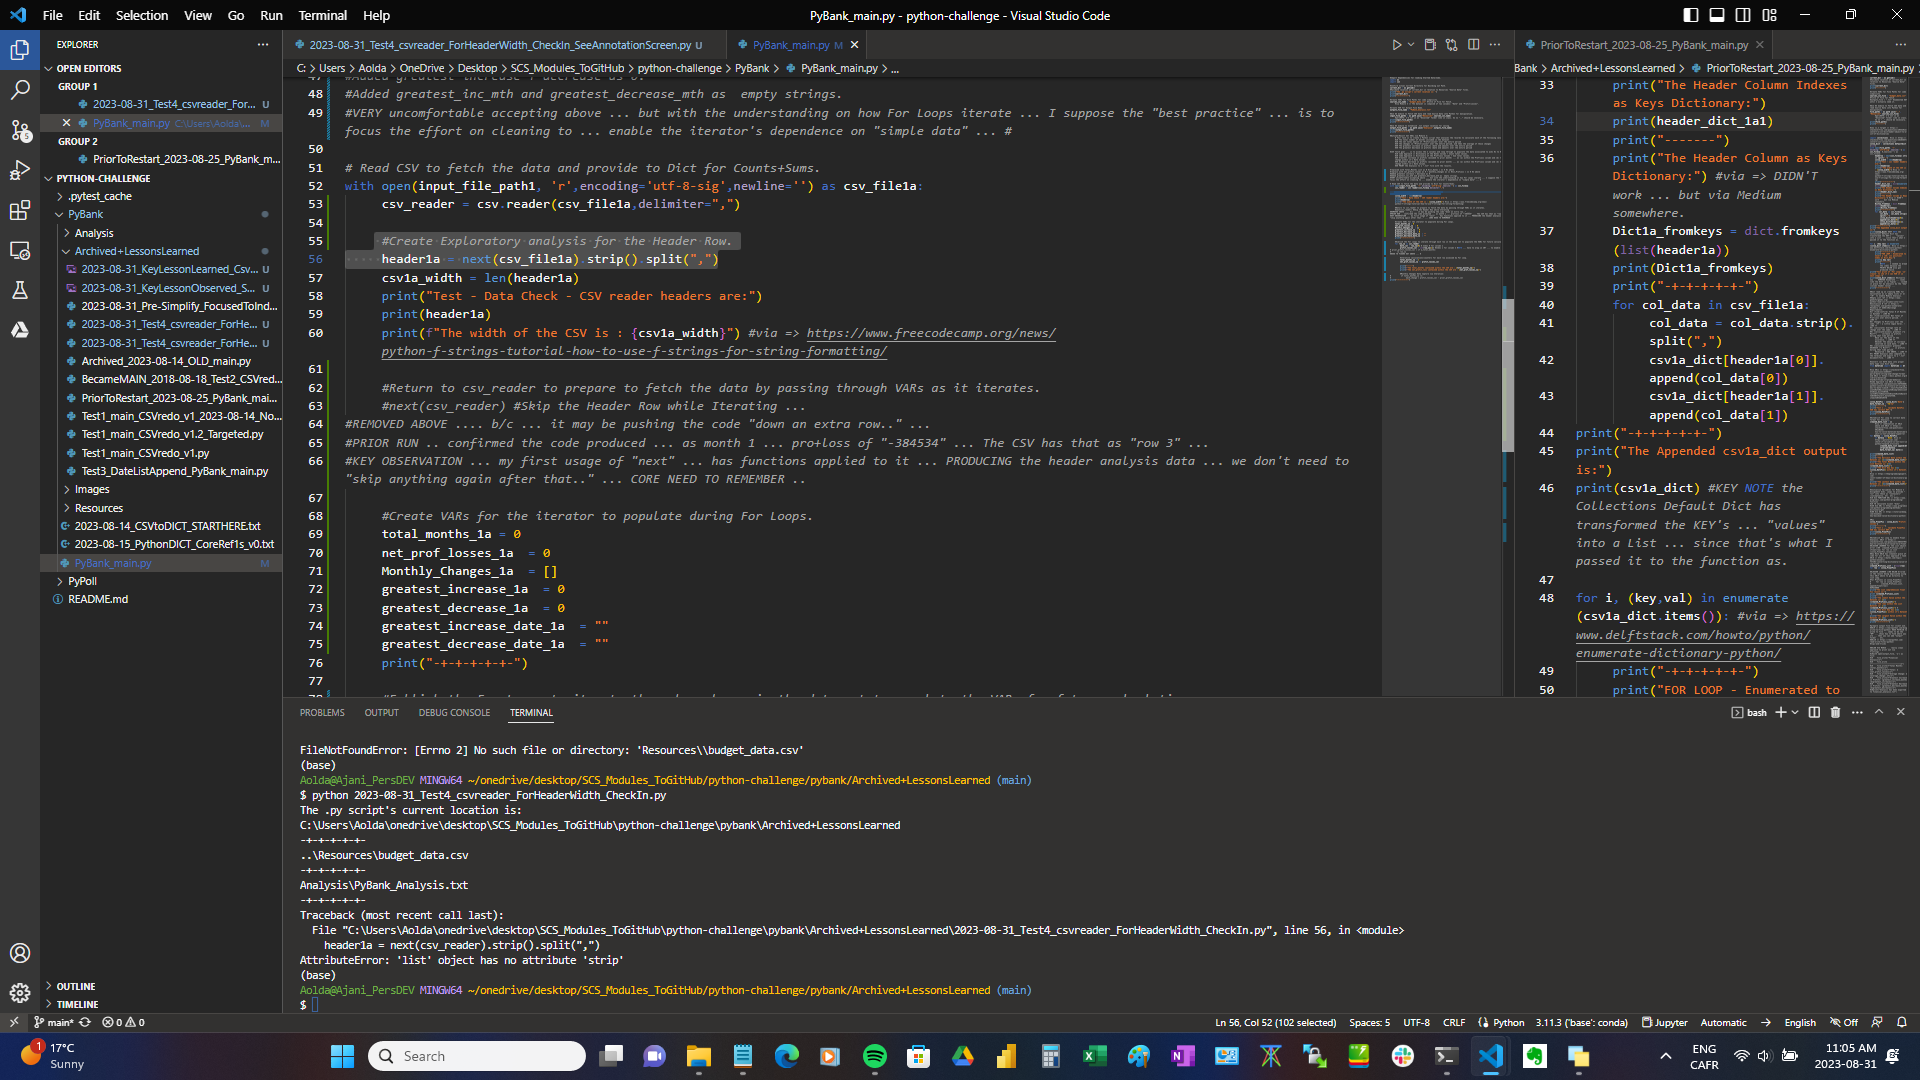 File Edit Selection View Go Run Terminal Help
PyBank_main.py - python-challenge - Visual Studio Code
EXPLORER
OPEN EDITORS
GROUP 1
2023-08-31_Test4_csvreader_For... U
PyBank_main.py C:\Users\Aolda\... M
GROUP 2
PriorToRestart_2023-08-25_PyBank_m...
PYTHON-CHALLENGE
.pytest_cache
PyBank
Analysis
Archived+LessonsLearned
2023-08-31_KeyLessonLearned_Csv... U
2023-08-31_KeyLessonObserved_S... U
2023-08-31_Pre-Simplify_FocusedToInd...
2023-08-31_Test4_csvreader_ForHe... U
2023-08-31_Test4_csvreader_ForHe... U
Archived_2023-08-14_OLD_main.py
BecameMAIN_2018-08-18_Test2_CSVred...
PriorToRestart_2023-08-25_PyBank_mai...
Test1_main_CSVredo_v1_2023-08-14_No...
Test1_main_CSVredo_v1.2_Targeted.py
Test1_main_CSVredo_v1.py
Test3_DateListAppend_PyBank_main.py
Images
Resources
2023-08-14_CSVtoDICT_STARTHERE.txt
2023-08-15_PythonDICT_CoreRef1s_v0.txt
PyBank_main.py M
PyPoll
README.md
OUTLINE
TIMELINE
2023-08-31_Test4_csvreader_ForHeaderWidth_CheckIn_SeeAnnotationScreen.py U
PyBank_main.py M
C: > Users > Aolda > OneDrive > Desktop > SCS_Modules_ToGitHub > python-challenge > PyBank > PyBank_main.py > ...
48 #Added greatest_inc_mth and greatest_decrease_mth as empty strings.
49 #VERY uncomfortable accepting above ... but with the understanding on how For Loops iterate ... I suppose the "best practice" ... is to
focus the effort on cleaning to ... enable the iterator's dependence on "simple data" ... #
50
51 # Read CSV to fetch the data and provide to Dict for Counts+Sums.
52 with open(input_file_path1, 'r',encoding='utf-8-sig',newline='') as csv_file1a:
53 csv_reader = csv.reader(csv_file1a,delimiter=",")
54
55 #Create Exploratory analysis for the Header Row.
56 header1a = next(csv_file1a).strip().split(",")
57 csv1a_width = len(header1a)
58 print("Test - Data Check - CSV reader headers are:")
59 print(header1a)
60 print(f"The width of the CSV is : {csv1a_width}") #via => https://www.freecodecamp.org/news/
python-f-strings-tutorial-how-to-use-f-strings-for-string-formatting/
61
62 #Return to csv_reader to prepare to fetch the data by passing through VARs as it iterates.
63 #next(csv_reader) #Skip the Header Row while Iterating ...
64 #REMOVED ABOVE .... b/c ... it may be pushing the code "down an extra row.." ...
65 #PRIOR RUN .. confirmed the code produced ... as month 1 ... pro+loss of "-384534" ... The CSV has that as "row 3" ...
66 #KEY OBSERVATION ... my first usage of "next" ... has functions applied to it ... PRODUCING the header analysis data ... we don't need to
"skip anything again after that.." ... CORE NEED TO REMEMBER ..
67
68 #Create VARs for the iterator to populate during For Loops.
69 total_months_1a = 0
70 net_prof_losses_1a = 0
71 Monthly_Changes_1a = []
72 greatest_increase_1a = 0
73 greatest_decrease_1a = 0
74 greatest_increase_date_1a = ""
75 greatest_decrease_date_1a = ""
76 print("-+-+-+-+-+-")
77
PriorToRestart_2023-08-25_PyBank_main.py
Bank > Archived+LessonsLearned > PriorToRestart_2023-08-25_PyBank_main.py
33 print("The Header Column Indexes
as Keys Dictionary:")
34 print(header_dict_1a1)
35 print("-------")
36 print("The Header Column as Keys
Dictionary:") #via => DIDN'T
work ... but via Medium
somewhere.
37 Dict1a_fromkeys = dict.fromkeys
(list(header1a))
38 print(Dict1a_fromkeys)
39 print("-+-+-+-+-+-")
40 for col_data in csv_file1a:
41 col_data = col_data.strip().
split(",")
42 csv1a_dict[header1a[0]].
append(col_data[0])
43 csv1a_dict[header1a[1]].
append(col_data[1])
44 print("-+-+-+-+-+-")
45 print("The Appended csv1a_dict output
is:")
46 print(csv1a_dict) #KEY NOTE the
Collections Default Dict has
transformed the KEY's ... "values"
into a List ... since that's what I
passed it to the function as.
47
48 for i, (key,val) in enumerate
(csv1a_dict.items()): #via => https://
www.delftstack.com/howto/python/
enumerate-dictionary-python/
49 print("-+-+-+-+-+-")
50 print("FOR LOOP - Enumerated to
PROBLEMS OUTPUT DEBUG CONSOLE TERMINAL
bash
FileNotFoundError: [Errno 2] No such file or directory: 'Resources\\budget_data.csv'
(base)
Aolda@Ajani_PersDEV MINGW64 ~/onedrive/desktop/SCS_Modules_ToGitHub/python-challenge/pybank/Archived+LessonsLearned (main)
$ python 2023-08-31_Test4_csvreader_ForHeaderWidth_CheckIn.py
The .py script's current location is:
C:\Users\Aolda\onedrive\desktop\SCS_Modules_ToGitHub\python-challenge\pybank\Archived+LessonsLearned
-+-+-+-+-+-
..\Resources\budget_data.csv
-+-+-+-+-+-
Analysis\PyBank_Analysis.txt
-+-+-+-+-+-
Traceback (most recent call last):
File "C:\Users\Aolda\onedrive\desktop\SCS_Modules_ToGitHub\python-challenge\pybank\Archived+LessonsLearned\2023-08-31_Test4_csvreader_ForHeaderWidth_CheckIn.py", line 56, in <module>
header1a = next(csv_reader).strip().split(",")
AttributeError: 'list' object has no attribute 'strip'
(base)
Aolda@Ajani_PersDEV MINGW64 ~/onedrive/desktop/SCS_Modules_ToGitHub/python-challenge/pybank/Archived+LessonsLearned (main)
$
main* 0 0
Ln 56, Col 52 (102 selected) Spaces: 5 UTF-8 CRLF Python 3.11.3 ('base': conda) Jupyter Automatic English Off
1 17°C
Sunny
Search
ENG
CAFR
11:05 AM
2023-08-31